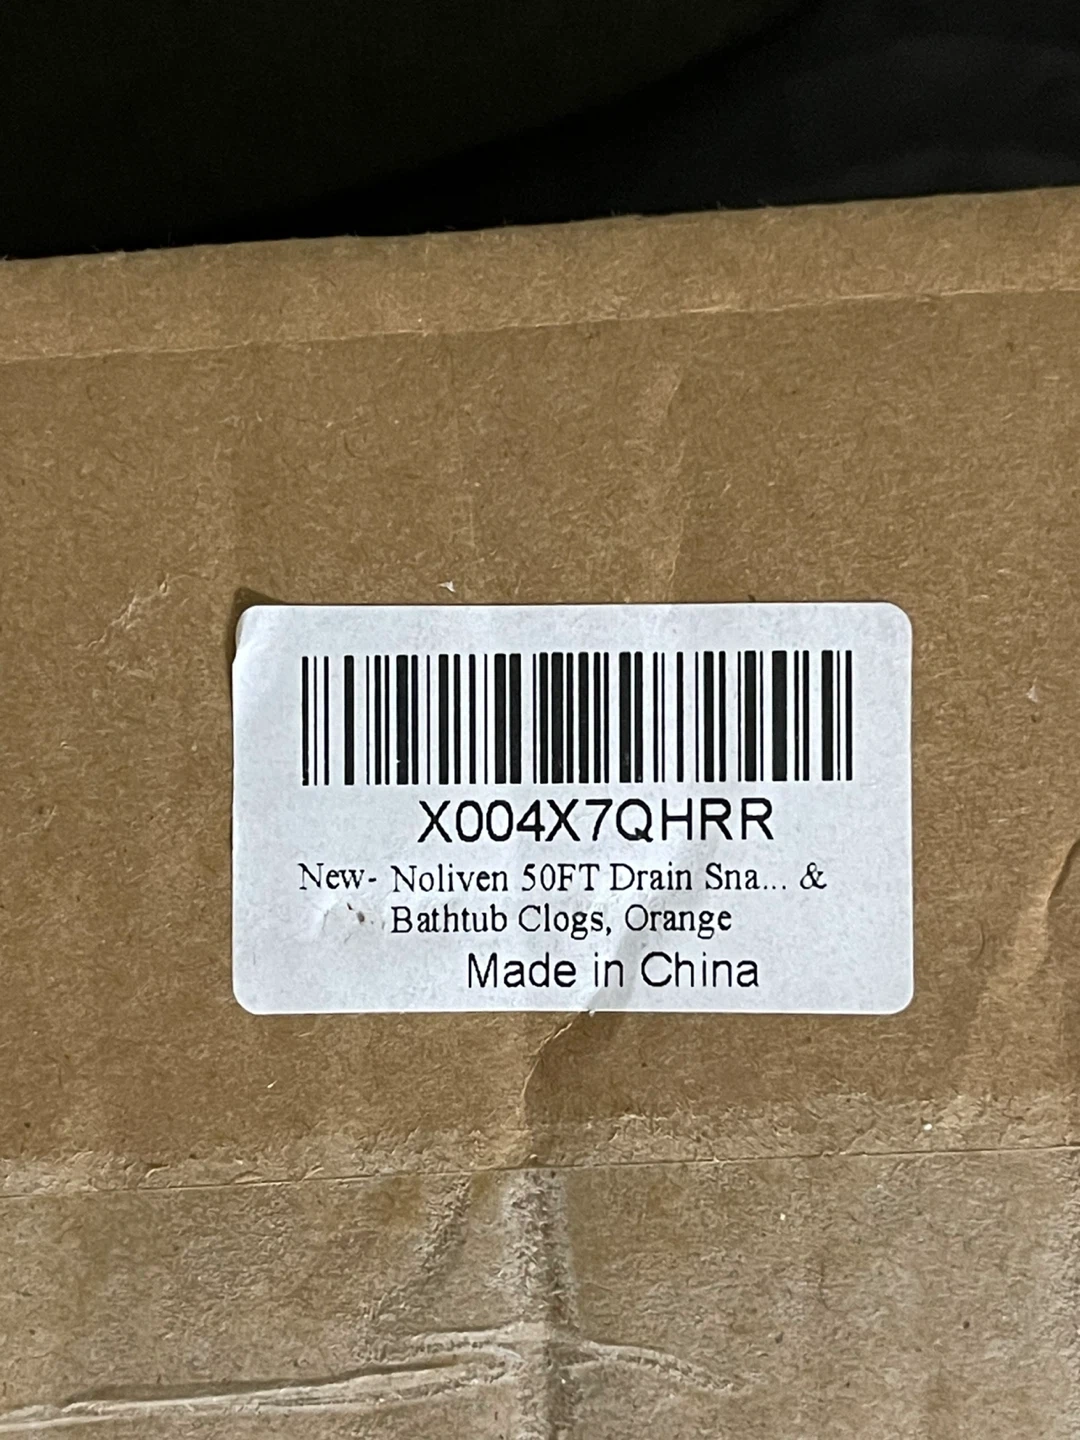 X004X7QHRR
New- Noliven 50FT Drain Sna... &
Bathtub Clogs, Orange
Made in China